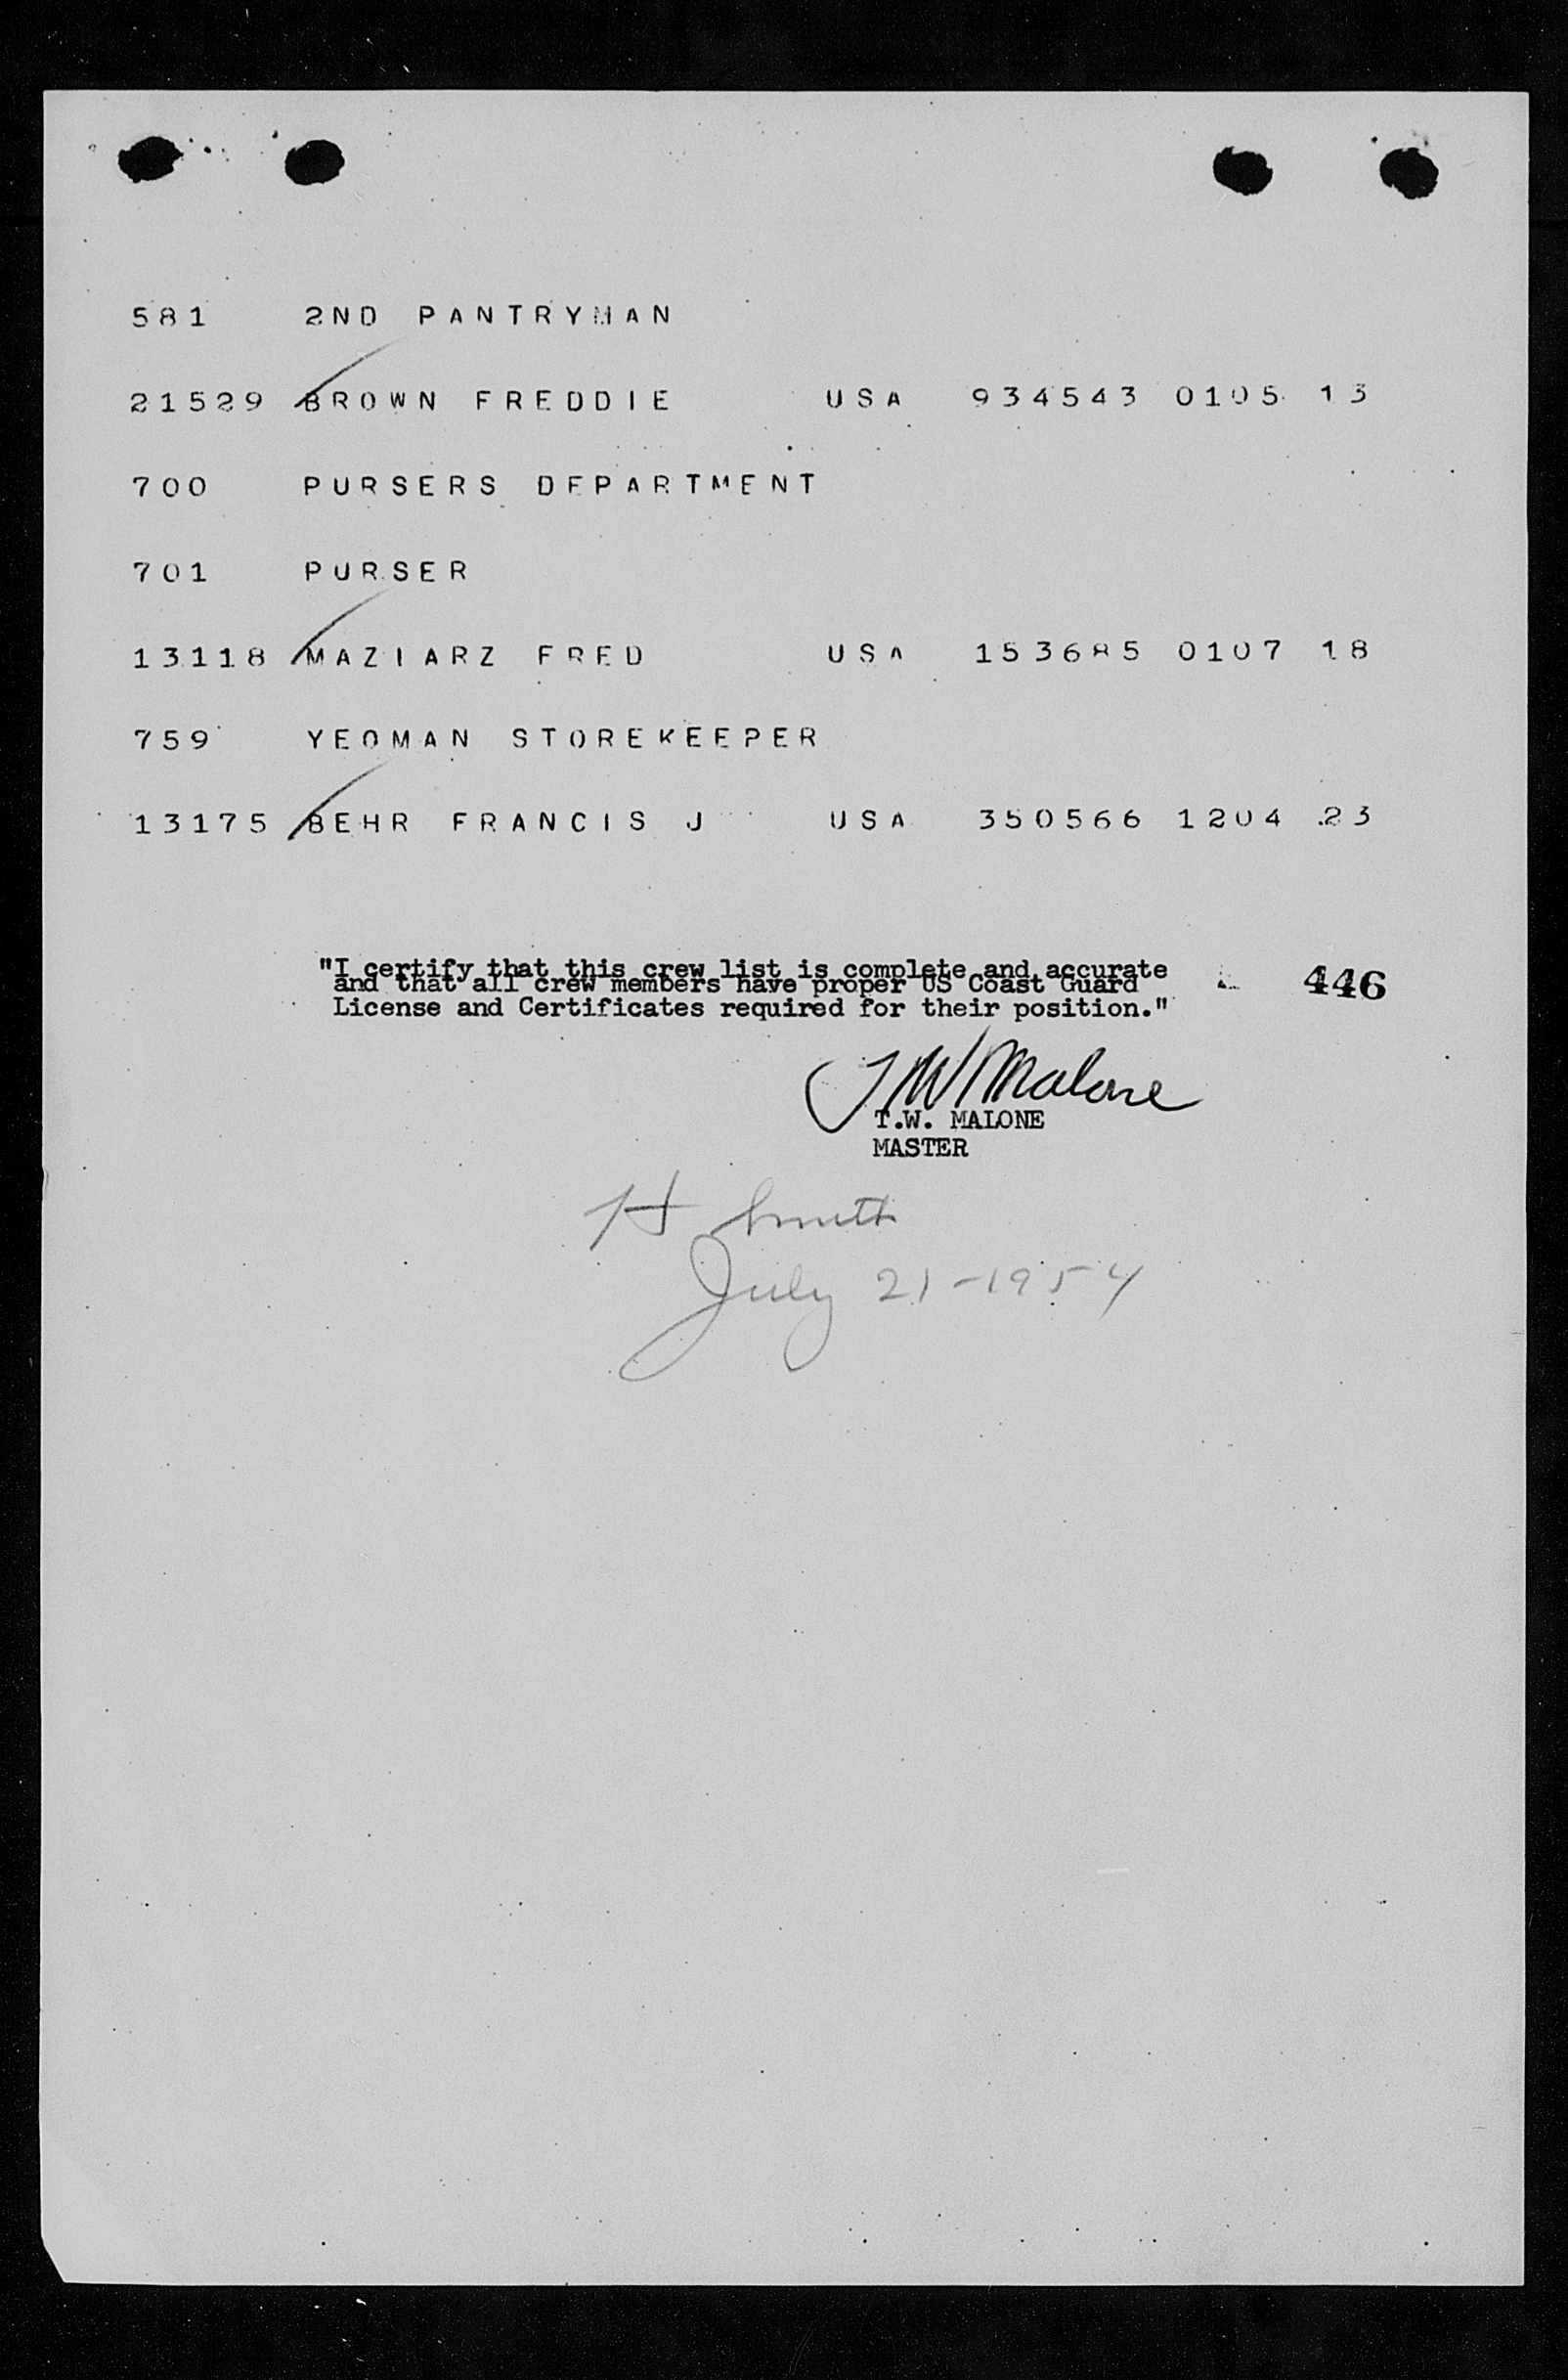 581 2ND PANTRYMAN
21529 BROWN FREDDIE USA 934543 0105 13
700 PURSERS DEPARTMENT
701 PURSER
13118 MAZIARZ FRED USA 153685 0107 18
759 YEOMAN STOREKEEPER
13175 BEHR FRANCIS J USA 350566 1204 23
"I certify that this crew list is complete and accurate
and that all crew members have proper US Coast Guard
License and Certificates required for their position."
446
T W Malone
T.W. MALONE
MASTER
H Smith
July 21-1954